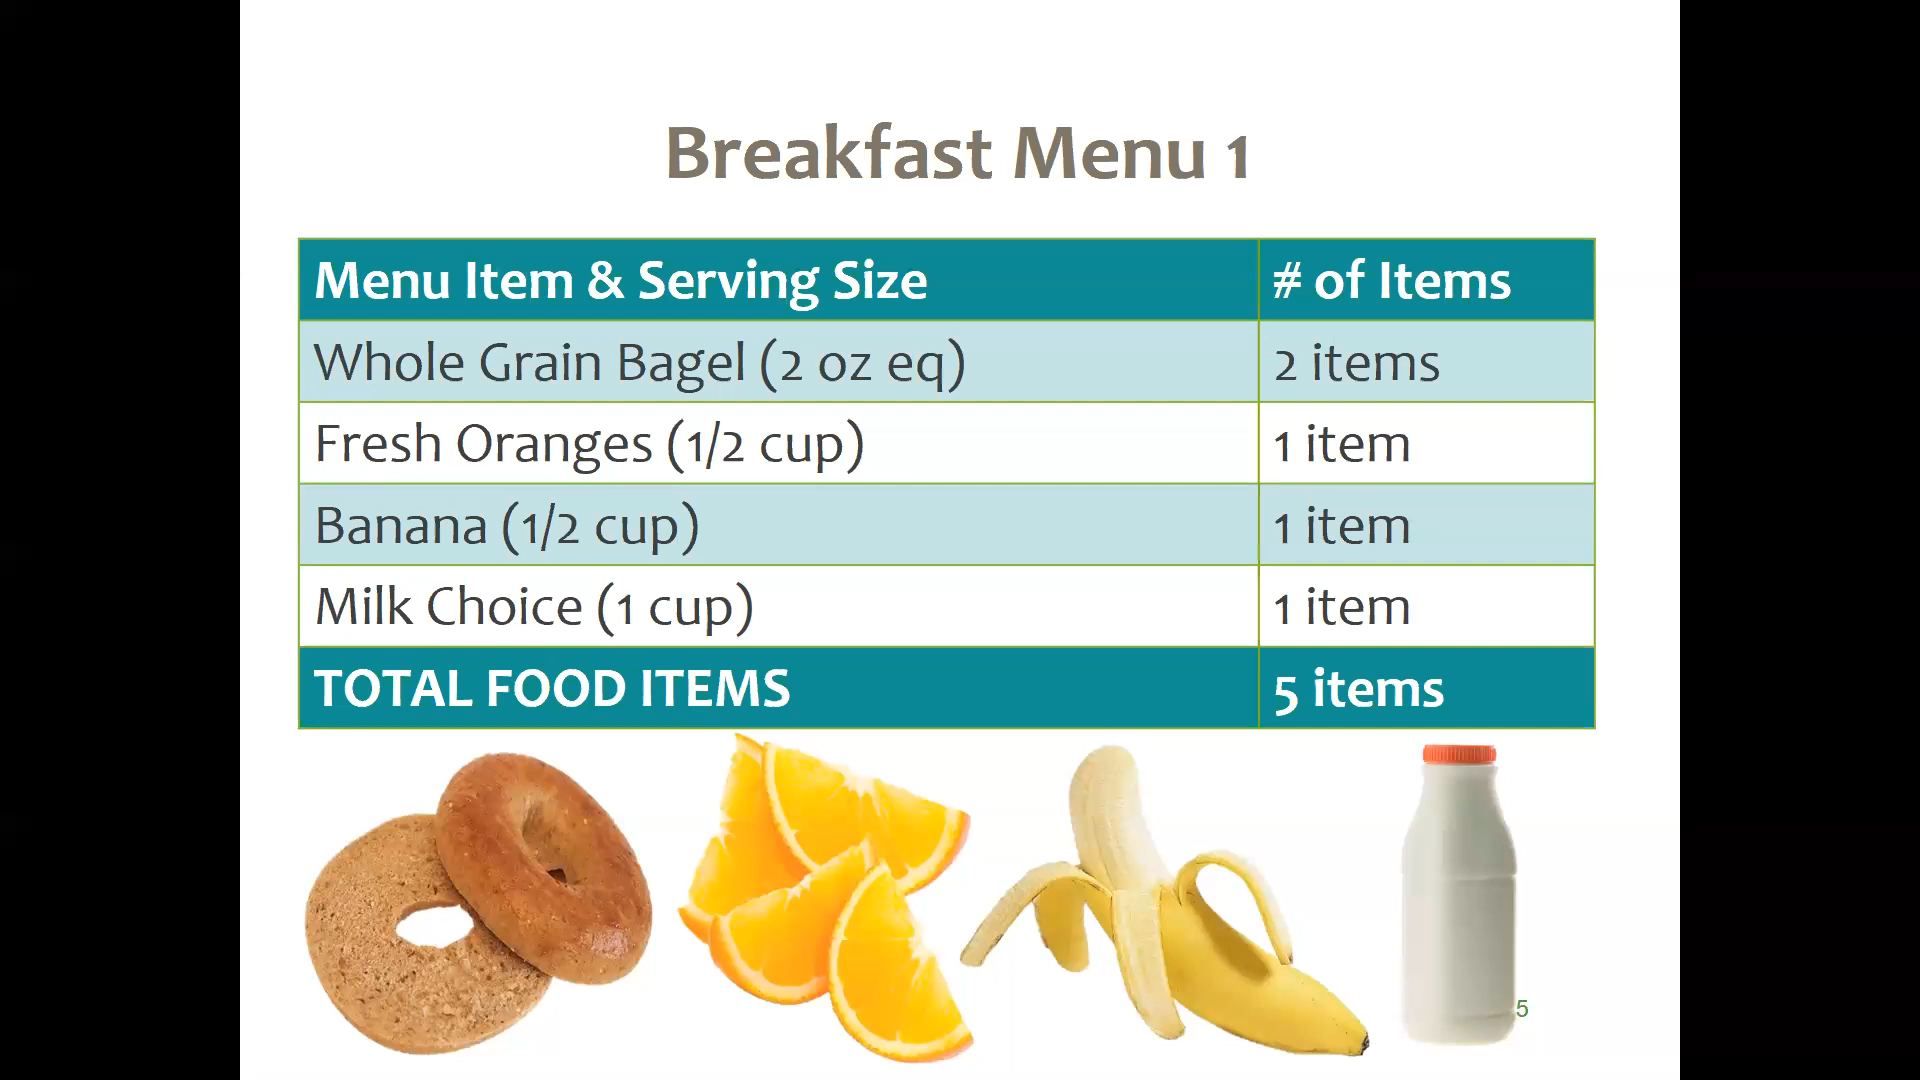 Breakfast Menu 1
Menu Item & Serving Size # of Items
Whole Grain Bagel (2 oz eq) 2 items
Fresh Oranges (1/2 cup) 1 item
Banana (1/2 cup) 1 item
Milk Choice (1 cup) 1 item
TOTAL FOOD ITEMS 5 items
5